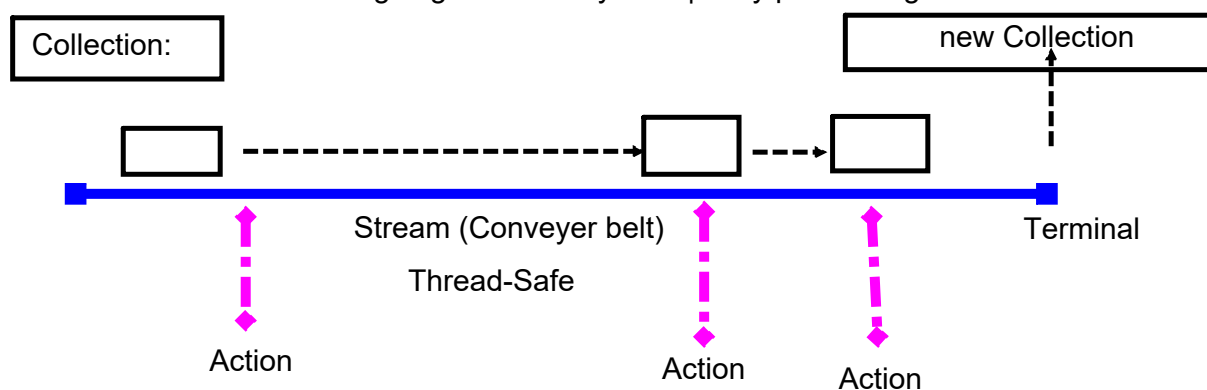 Collection:
new Collection
Stream (Conveyer belt)
Terminal
Thread-Safe
Action
Action
Action